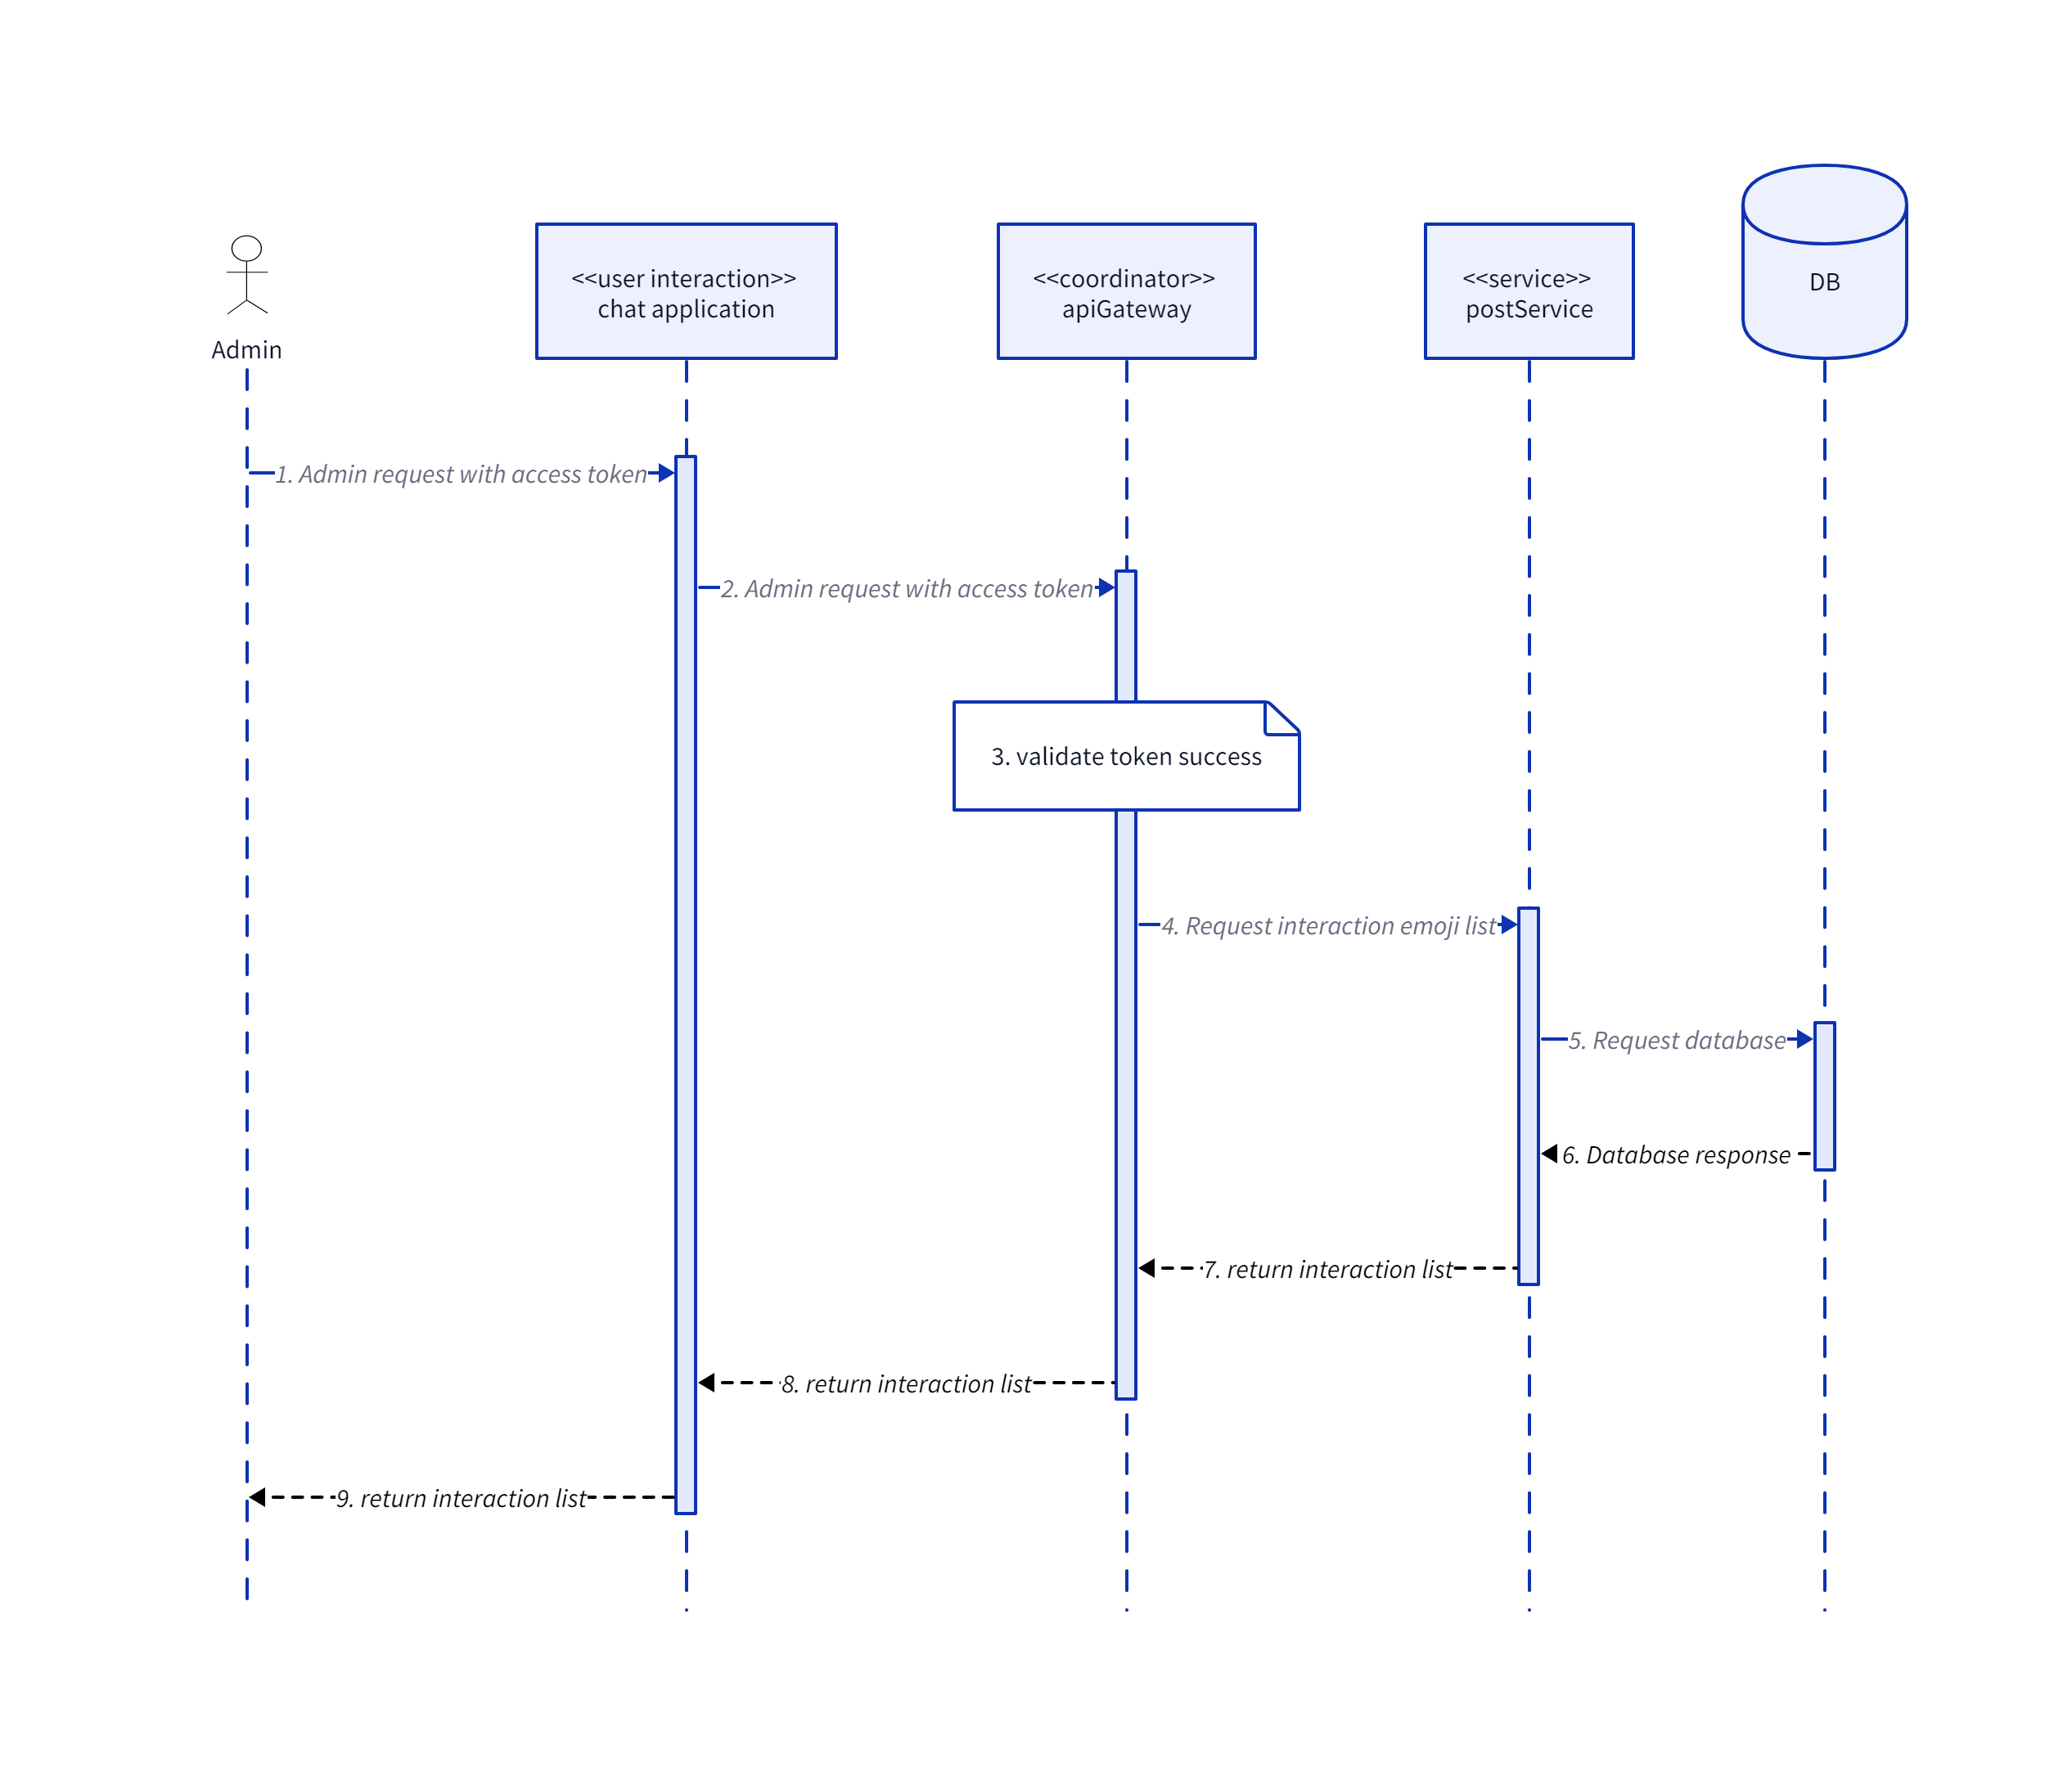 Admin
<<user interaction>>
chat application
<<coordinator>>
apiGateway
<<service>>
postService
DB
1. Admin request with access token
2. Admin request with access token
3. validate token success
4. Request interaction emoji list
5. Request database
6. Database response
7. return interaction list
8. return interaction list
9. return interaction list